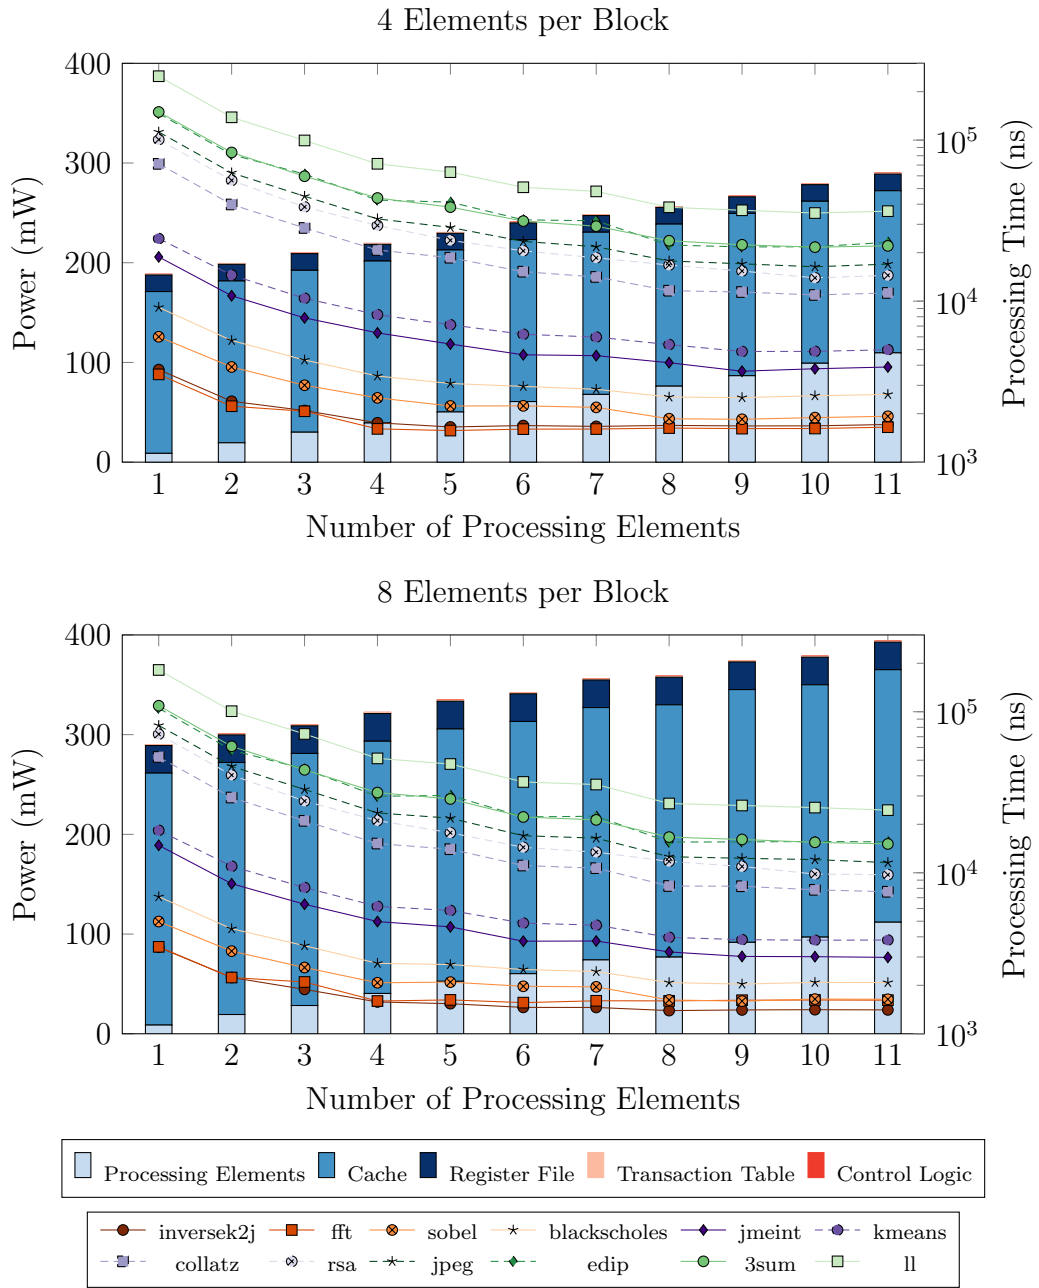 4 Elements per Block
400
300
200
100
0
Power (mW)
10^5
10^4
10^3
Processing Time (ns)
1 2 3 4 5 6 7 8 9 10 11
Number of Processing Elements
8 Elements per Block
400
300
200
100
0
Power (mW)
10^5
10^4
10^3
Processing Time (ns)
1 2 3 4 5 6 7 8 9 10 11
Number of Processing Elements
Processing Elements Cache Register File Transaction Table Control Logic
inversek2j fft sobel blackscholes jmeint kmeans
collatz rsa jpeg edip 3sum ll